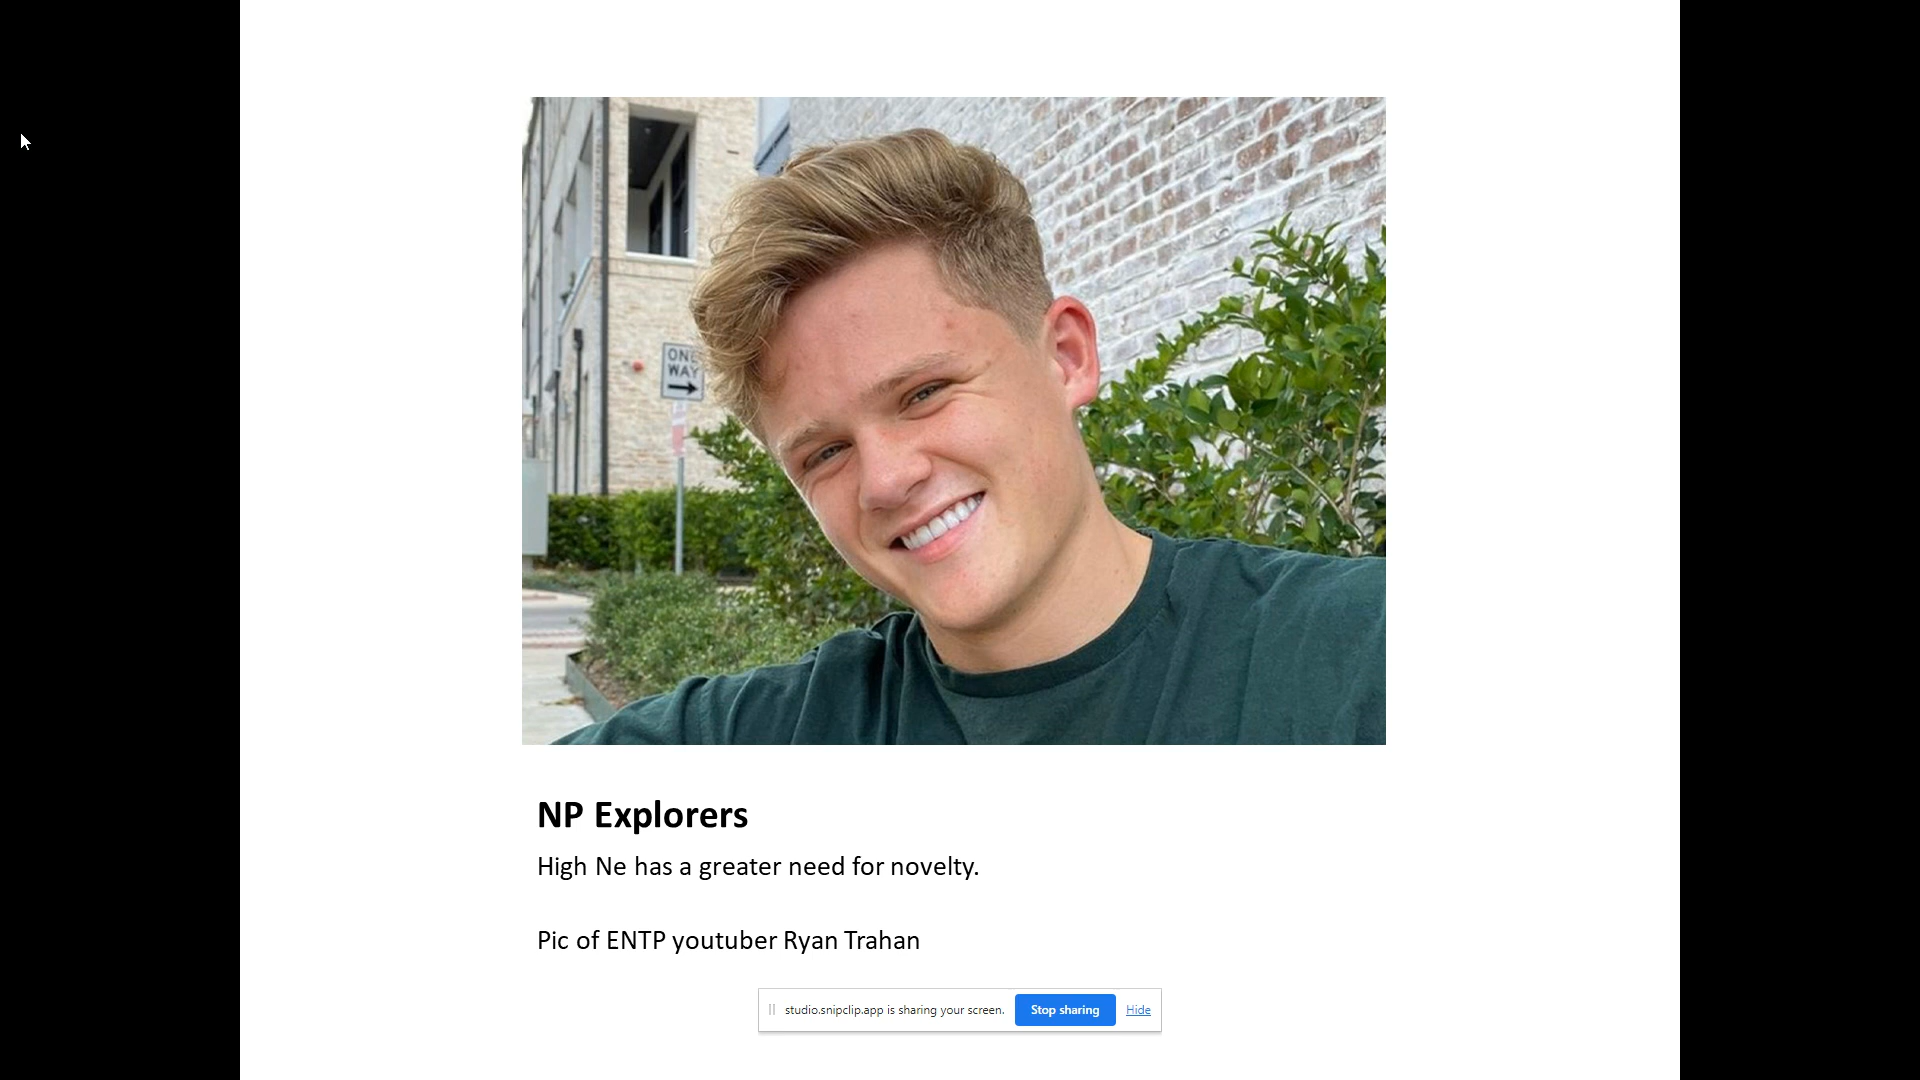 ONE
WAY
NP Explorers
High Ne has a greater need for novelty.
Pic of ENTP youtuber Ryan Trahan
studio.snipclip.app is sharing your screen. Stop sharing Hide